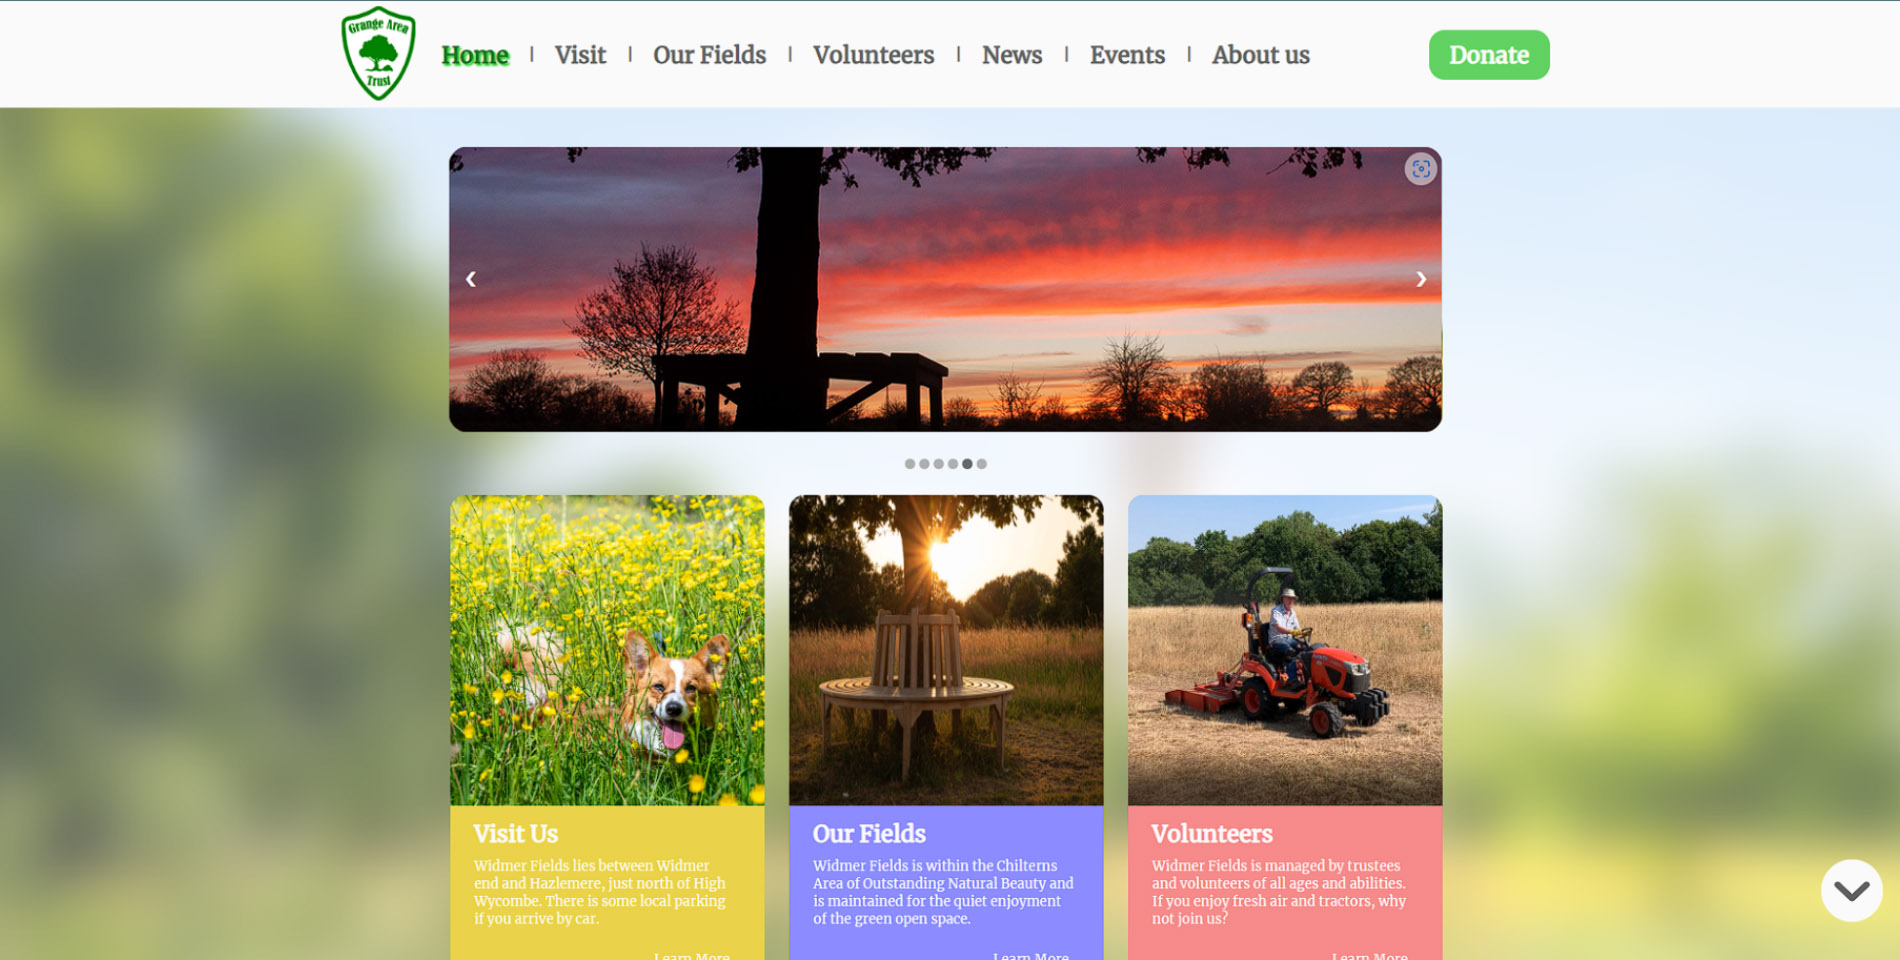 Grange Area
Trust
Home | Visit | Our Fields | Volunteers | News | Events | About us
Donate
Visit Us
Widmer Fields lies between Widmer
end and Hazlemere, just north of High
Wycombe. There is some local parking
if you arrive by car.
Learn More
Our Fields
Widmer Fields is within the Chilterns
Area of Outstanding Natural Beauty and
is maintained for the quiet enjoyment
of the green open space.
Learn More
Volunteers
Widmer Fields is managed by trustees
and volunteers of all ages and abilities.
If you enjoy fresh air and tractors, why
not join us?
Learn More